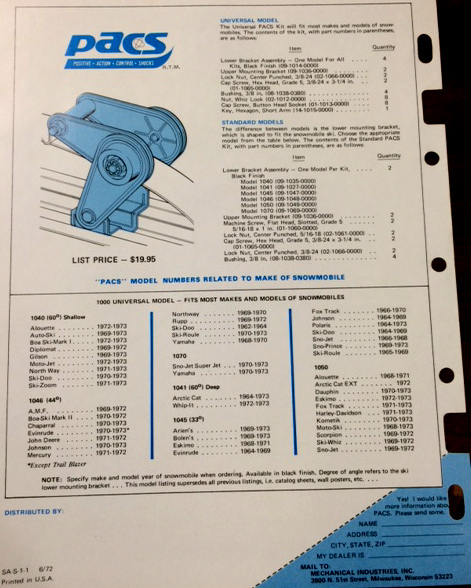 pacs
POSITIVE • ACTION • CONTROL • SHOCKS
R.T.M.
LIST PRICE — $19.95
UNIVERSAL MODEL
The Universal PACS Kit will fit most makes and models of snow-
mobiles. The contents of the kit, with part numbers in parentheses,
are as follows:
Item Quantity
Lower Bracket Assembly — One Model For All . . . 4
Kits, Black Finish (09-1014-0000)
Upper Mounting Bracket (09-1036-0000) . . . 2
Lock Nut, Center Punched, 3/8-24 (02-1066-0000) . . 2
Cap Screw, Hex Head, Grade 5, 3/8-24 x 3-1/4 in. . . 2
(01-1065-0000)
Bushing, 3/8 in. (08-1038-0380) . . . 4
Nut, Whiz Lock (02-1012-0000) . . . 8
Cap Screw, Button Head Socket (01-1013-0000) . . 8
Key, Hexagon, Short Arm (14-1015-0000) . . . 1
STANDARD MODELS
The difference between models is the lower mounting bracket,
which is shaped to fit the snowmobile ski. Choose the appropriate
model from the table below. The contents of the Standard PACS
Kit, with part numbers in parentheses, are as follows:
Item Quantity
Lower Bracket Assembly — One Model Per Kit, . . 2
Black Finish
Model 1040 (09-1035-0000)
Model 1041 (09-1027-0000)
Model 1045 (09-1047-0000)
Model 1046 (09-1048-0000)
Model 1050 (09-1049-0000)
Model 1070 (09-1069-0000)
Upper Mounting Bracket (09-1036-0000) . . . 2
Machine Screw, Flat Head, Slotted, Grade 5 . . . 2
5/16-18 x 1 in. (01-1060-0000)
Lock Nut, Center Punched, 5/16-18 (02-1061-0000) . 2
Cap Screw, Hex Head, Grade 5, 3/8-24 x 3-1/4 in. . . 2
(01-1065-0000)
Lock Nut, Center Punched, 3/8-24 (02-1066-0000) . . 2
Bushing, 3/8 in. (08-1038-0380) . . . 4
"PACS" MODEL NUMBERS RELATED TO MAKE OF SNOWMOBILE
1000 UNIVERSAL MODEL — FITS MOST MAKES AND MODELS OF SNOWMOBILES
1040 (60°) Shallow
Alouette . . . 1972-1973
Auto-Ski . . . 1969-1973
Boa Ski-Mark I . . . 1972-1973
Diplomat . . . 1969-1972
Gilson . . . 1969-1973
Moto-Jet . . . 1972-1973
North Way . . . 1971-1973
Ski-Doo . . . 1970-1973
Ski-Zoom . . . 1971-1973
1046 (44°)
A.M.F. . . . 1969-1972
Boa-Ski Mark II . . . 1970-1972
Chaparral . . . 1970-1973
Evinrude . . . 1970-1973*
John Deere . . . 1971-1972
Johnson . . . 1970-1973
Mercury . . . 1971-1972
*Except Trail Blazer
Northway . . . 1969-1970
Rupp . . . 1969-1972
Ski-Doo . . . 1962-1964
Ski-Roule . . . 1970-1973
Yamaha . . . 1968-1970
1070
Sno-Jet Super Jet . . 1970-1973
Yamaha . . . 1970-1973
1041 (60°) Deep
Arctic Cat . . . 1964-1973
Whip-It . . . 1972-1973
1045 (33°)
Arien's . . . 1969-1973
Bolen's . . . 1969-1973
Eskimo . . . 1968-1971
Evinrude . . . 1964-1969
Fox Track . . . 1966-1970
Johnson . . . 1964-1969
Polaris . . . 1964-1973
Ski-Doo . . . 1964-1969
Sno-Jet . . . 1966-1968
Sno-Prince . . . 1969-1973
Ski-Roule . . . 1965-1969
1050
Alouette . . . 1968-1971
Arctic Cat EXT . . . 1972
Dauphin . . . 1970-1973
Eskimo . . . 1972-1973
Fox Track . . . 1971-1973
Harley-Davidson . . . 1971-1973
Kometik . . . 1970-1973
Moto-Ski . . . 1968-1973
Scorpion . . . 1969-1973
Ski-Whiz . . . 1969-1972
Sno-Jet . . . 1969-1972
NOTE: Specify make and model year of snowmobile when ordering. Available in black finish. Degree of angle refers to the ski
lower mounting bracket . . . This model listing supersedes all previous listings, i.e. catalog sheets, wall posters, etc. . . .
DISTRIBUTED BY:
SA-S-1-1 6/72
Printed in U.S.A.
Yes! I would like
more information about
PACS. Please send some.
NAME
ADDRESS
CITY, STATE, ZIP
MY DEALER IS
MAIL TO:
MECHANICAL INDUSTRIES, INC.
3900 N. 51st Street, Milwaukee, Wisconsin 53223